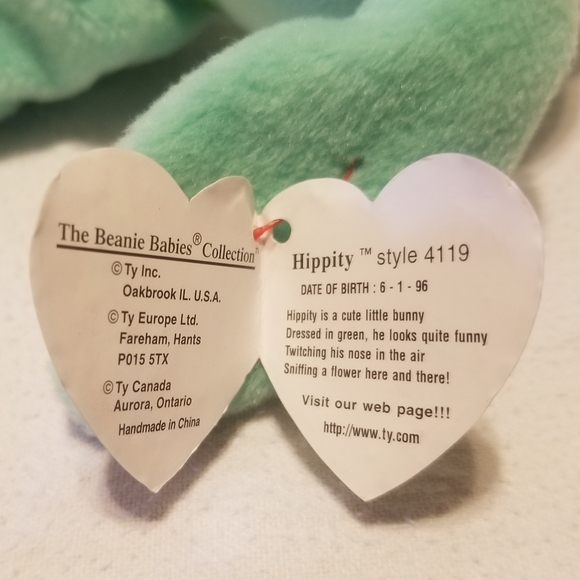 The Beanie Babies® Collection™
© Ty Inc.
Oakbrook IL. U.S.A.
© Ty Europe Ltd.
Fareham, Hants
P015 5TX
© Ty Canada
Aurora, Ontario
Handmade in China
Hippity ™ style 4119
DATE OF BIRTH : 6 - 1 - 96
Hippity is a cute little bunny
Dressed in green, he looks quite funny
Twitching his nose in the air
Sniffing a flower here and there!
Visit our web page!!!
http://www.ty.com